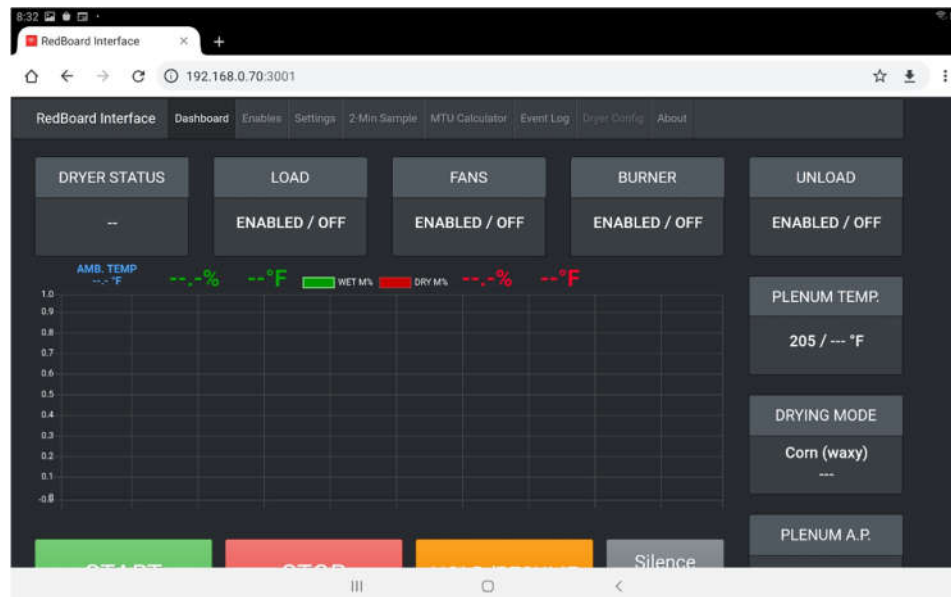 8:32
RedBoard Interface
192.168.0.70:3001
RedBoard Interface Dashboard Enables Settings 2-Min Sample MTU Calculator Event Log Dryer Config About
DRYER STATUS
--
LOAD
ENABLED / OFF
FANS
ENABLED / OFF
BURNER
ENABLED / OFF
UNLOAD
ENABLED / OFF
AMB. TEMP
--.- °F
--.-% --°F WET M% DRY M% --.-% --°F
1.0
0.9
0.8
0.7
0.6
0.5
0.4
0.3
0.2
0.1
PLENUM TEMP.
205 / --- °F
DRYING MODE
Corn (waxy)
---
PLENUM A.P.
START
STOP
Silence